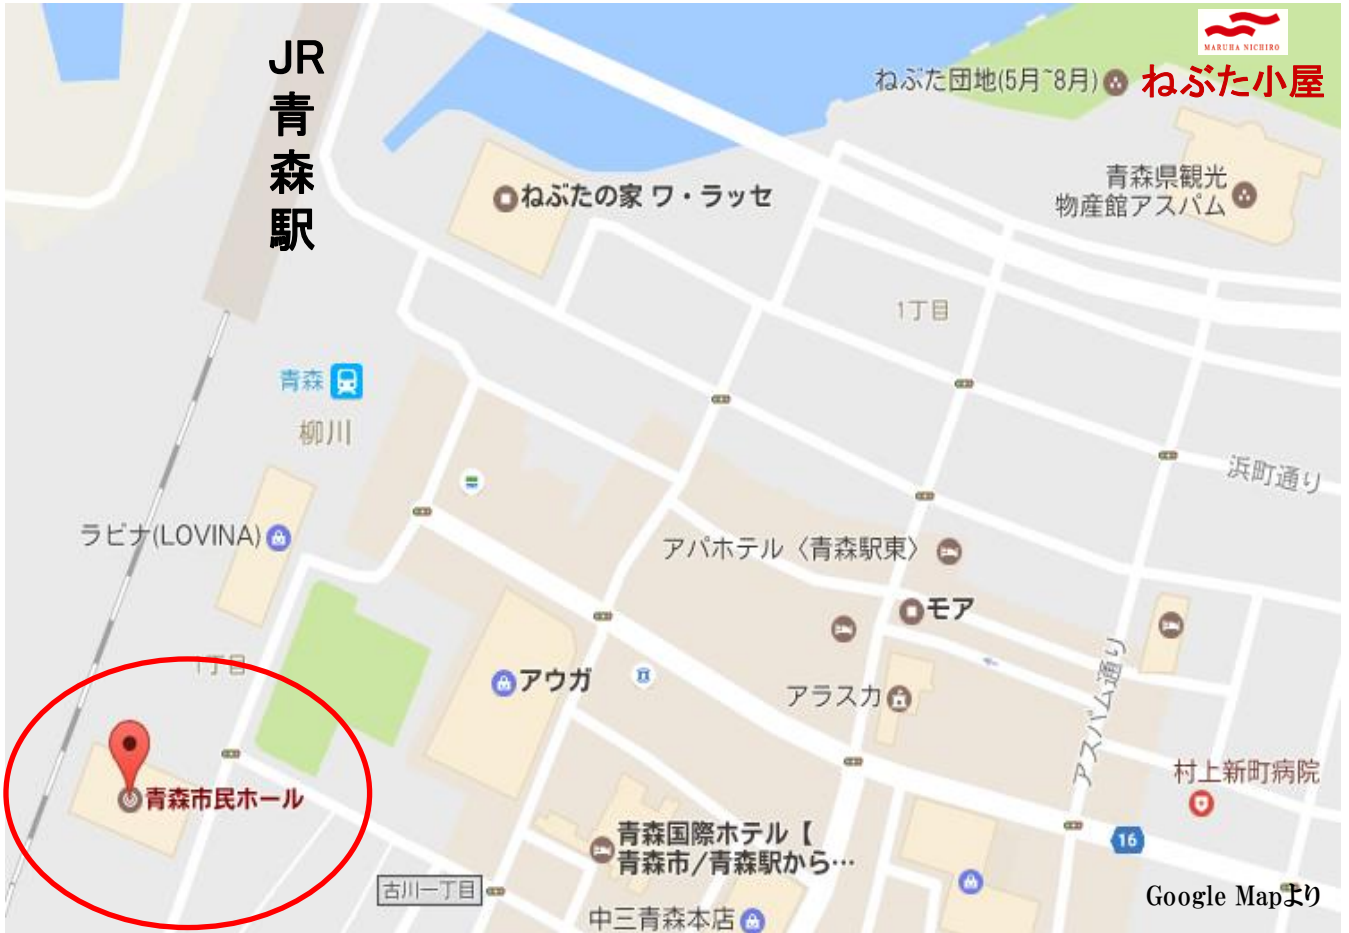 JR
青
森
駅
MARUHA NICHIRO
ねぶた団地(5月~8月)
ねぶた小屋
青森県観光
物産館アスパム
ねぶたの家 ワ・ラッセ
1丁目
青森
柳川
浜町通り
ラビナ(LOVINA)
アパホテル〈青森駅東〉
モア
1丁目
アウガ
アラスカ
アスパム通り
村上新町病院
青森市民ホール
青森国際ホテル【
青森市/青森駅から…
16
古川一丁目
中三青森本店
Google Mapより